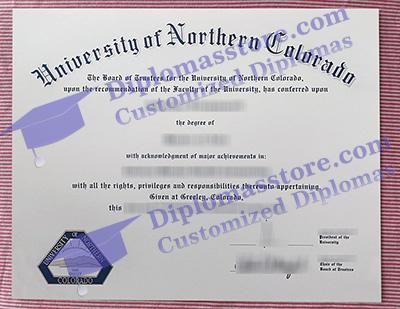 University of Northern Colorado
The Board of Trustees for the University of Northern Colorado,
upon the recommendation of the Faculty of the University, has conferred upon
the degree of
with acknowledgment of major achievements in:
with all the rights, privileges and responsibilities thereunto appertaining.
Given at Greeley, Colorado,
this
President of the
University
Chair of the
Board of Trustees
UNIVERSITY OF NORTHERN
COLORADO
Diplomasstore.com
Customized Diplomas
Diplomasstore.com
Customized Diplomas